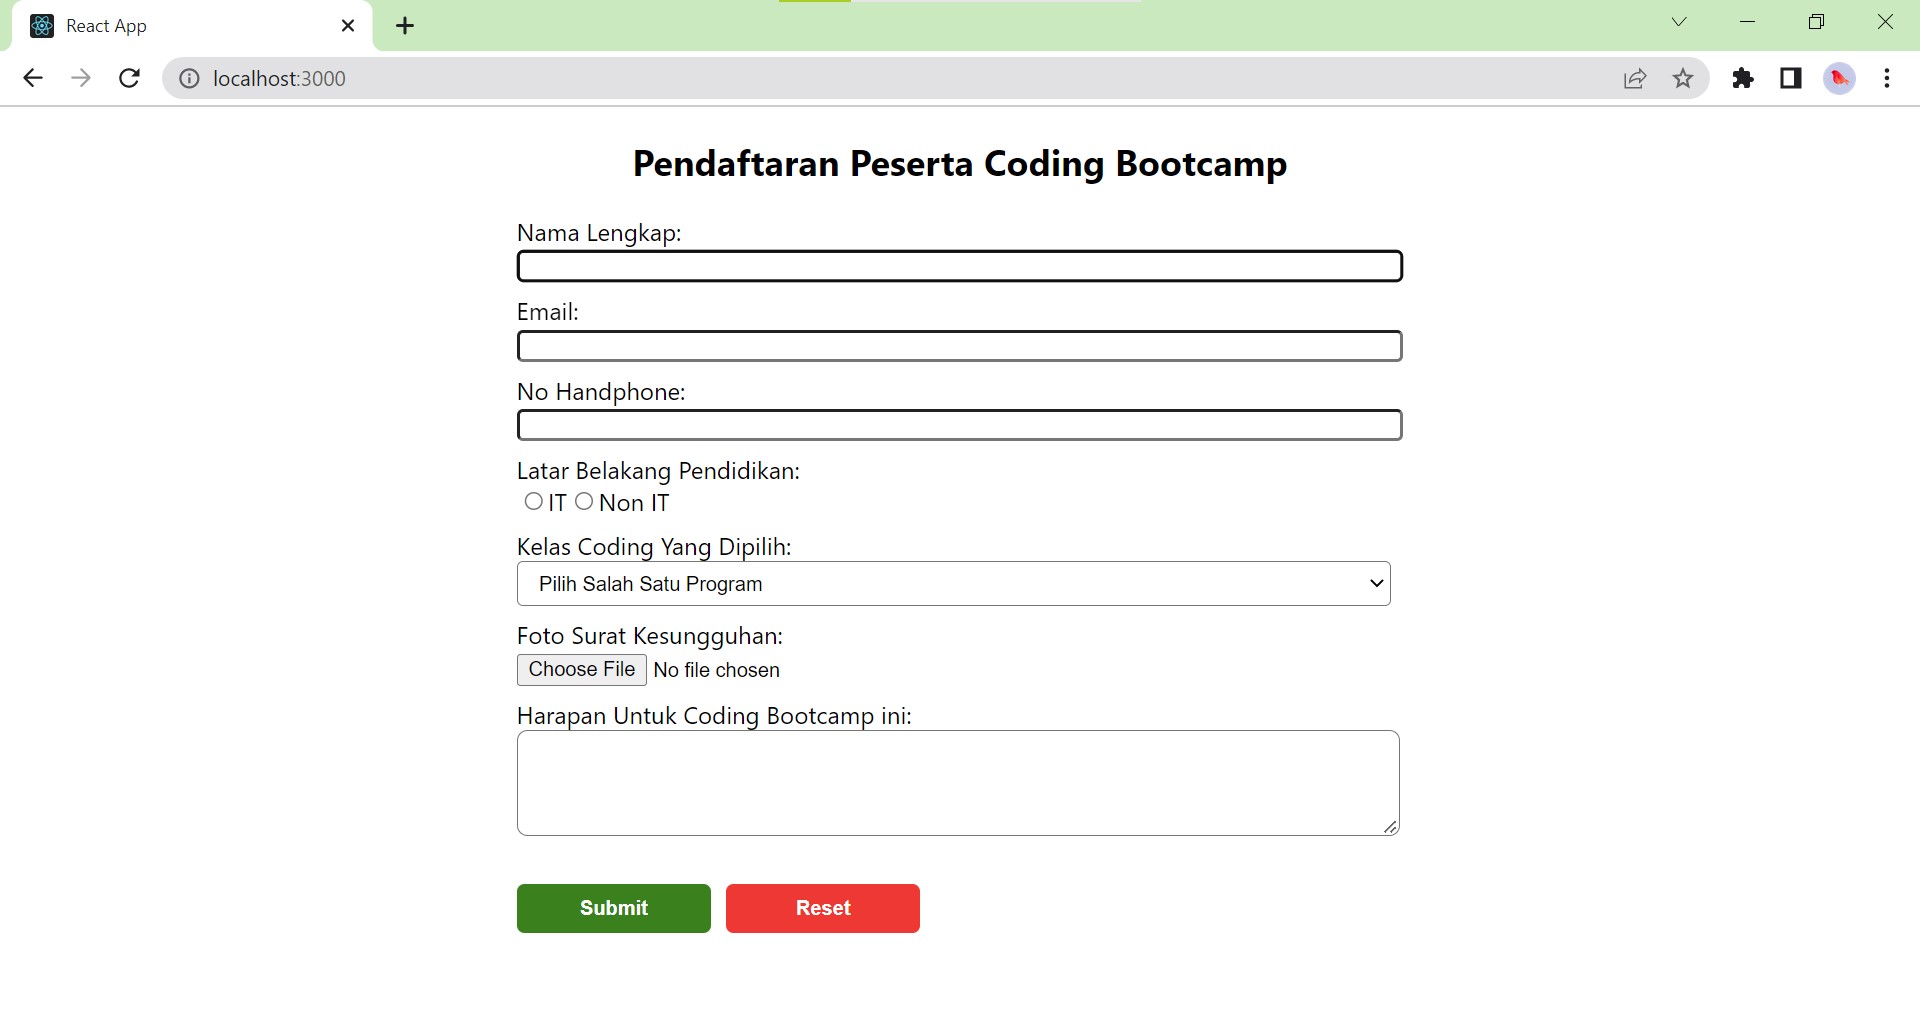 React App
localhost:3000
Pendaftaran Peserta Coding Bootcamp
Nama Lengkap:
Email:
No Handphone:
Latar Belakang Pendidikan:
IT Non IT
Kelas Coding Yang Dipilih:
Pilih Salah Satu Program
Foto Surat Kesungguhan:
Choose File No file chosen
Harapan Untuk Coding Bootcamp ini:
Submit Reset